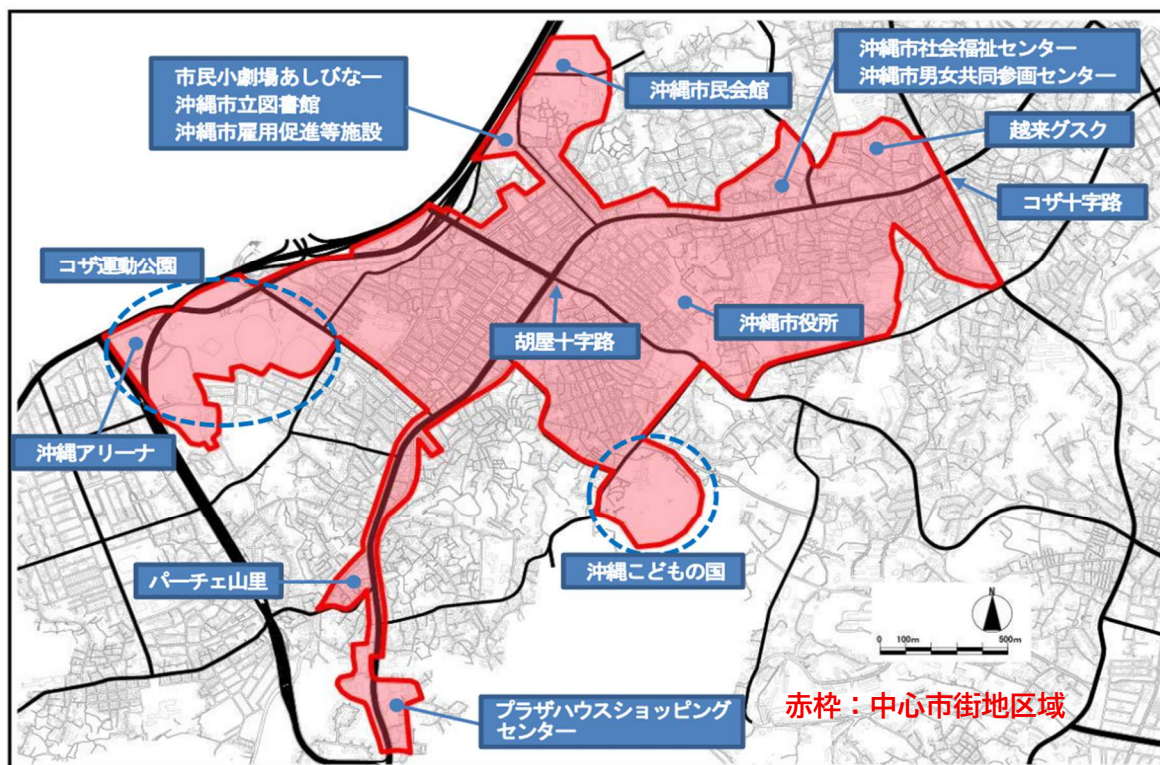 市民小劇場あしびなー
沖縄市立図書館
沖縄市雇用促進等施設
沖縄市民会館
沖縄市社会福祉センター
沖縄市男女共同参画センター
越来グスク
コザ十字路
コザ運動公園
胡屋十字路
沖縄市役所
沖縄アリーナ
パーチェ山里
沖縄こどもの国
N
0 100m 500m
プラザハウスショッピング
センター
赤枠：中心市街地区域